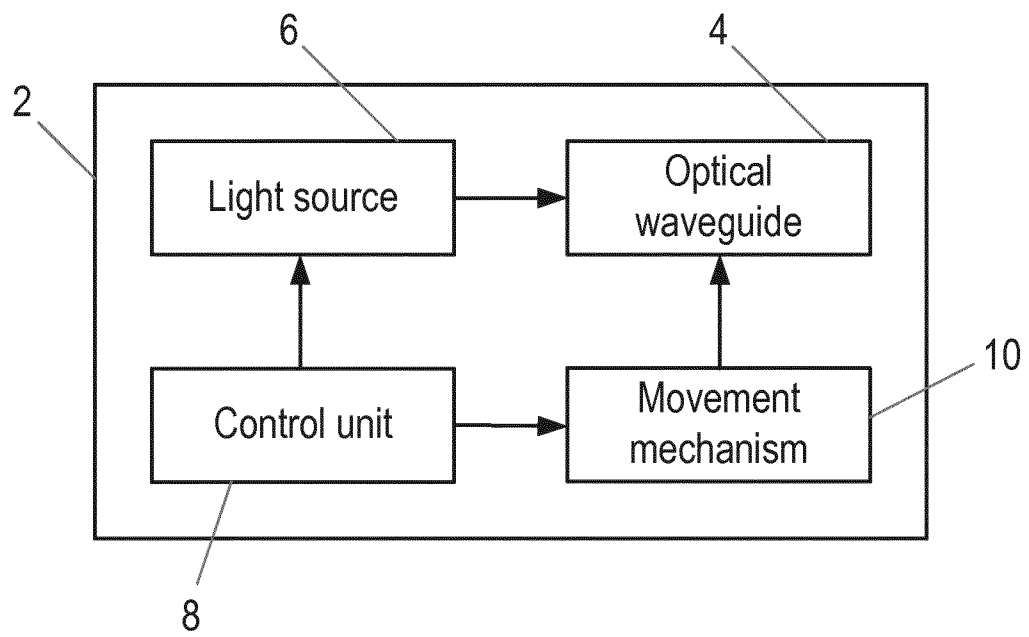 6
4
2
Light source
Optical
waveguide
10
Control unit
Movement
mechanism
8